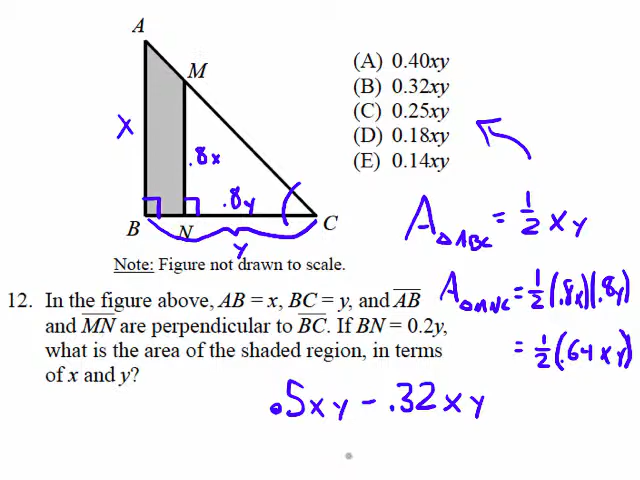 A
M
x
.8x
.8y
B
N
C
y
Note: Figure not drawn to scale.
(A) 0.40xy
(B) 0.32xy
(C) 0.25xy
(D) 0.18xy
(E) 0.14xy
A△ABC = 1/2 xy
12. In the figure above, AB = x, BC = y, and AB
and MN are perpendicular to BC. If BN = 0.2y,
what is the area of the shaded region, in terms
of x and y?
A△MNC = 1/2 (.8x)(.8y)
= 1/2 (.64xy)
.5xy - .32xy